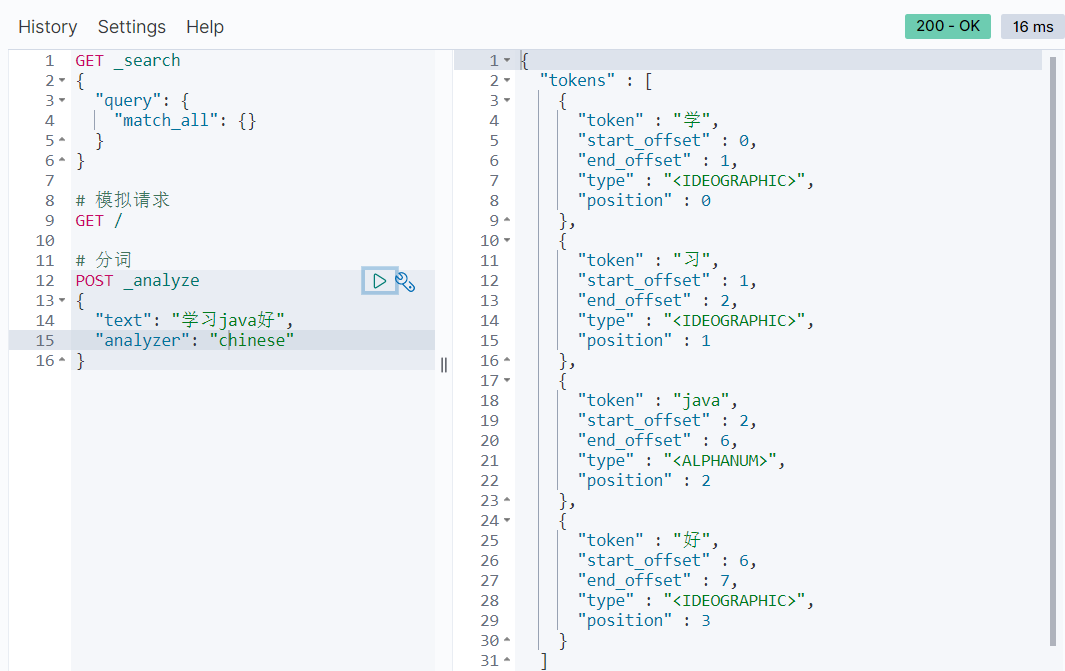 History Settings Help 200 - OK 16 ms
1 GET _search
2 {
3 "query": {
4 "match_all": {}
5 }
6 }
7
8 # 模拟请求
9 GET /
10
11 # 分词
12 POST _analyze
13 {
14 "text": "学习java好",
15 "analyzer": "chinese"
16 }
1 {
2 "tokens" : [
3 {
4 "token" : "学",
5 "start_offset" : 0,
6 "end_offset" : 1,
7 "type" : "<IDEOGRAPHIC>",
8 "position" : 0
9 },
10 {
11 "token" : "习",
12 "start_offset" : 1,
13 "end_offset" : 2,
14 "type" : "<IDEOGRAPHIC>",
15 "position" : 1
16 },
17 {
18 "token" : "java",
19 "start_offset" : 2,
20 "end_offset" : 6,
21 "type" : "<ALPHANUM>",
22 "position" : 2
23 },
24 {
25 "token" : "好",
26 "start_offset" : 6,
27 "end_offset" : 7,
28 "type" : "<IDEOGRAPHIC>",
29 "position" : 3
30 }
31 ]